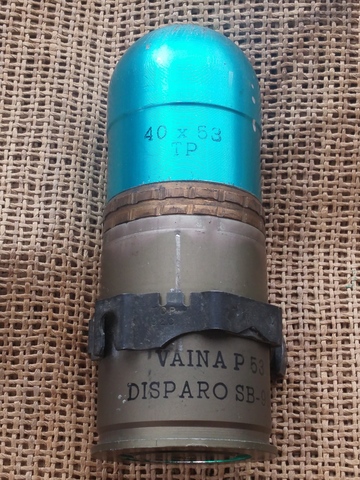 40 x 53
TP
VAINA P 53
DISPARO SB-